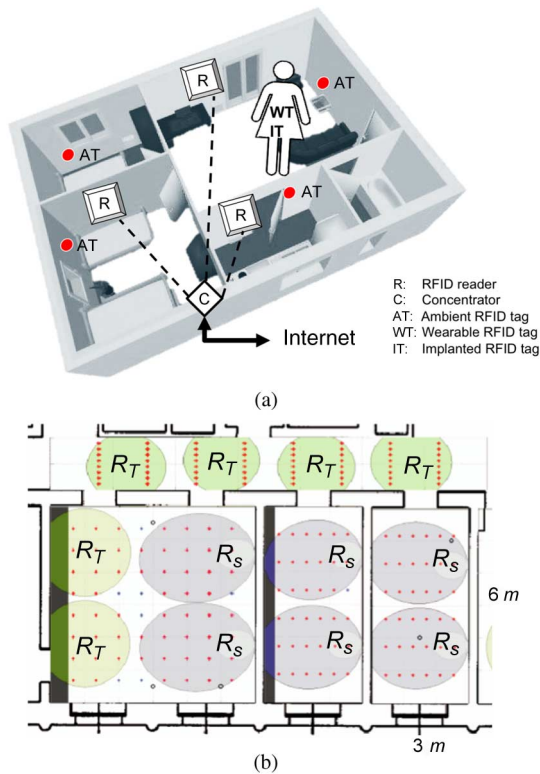 R
AT
WT
IT
AT
R
R
AT
AT
C
Internet
R: RFID reader
C: Concentrator
AT: Ambient RFID tag
WT: Wearable RFID tag
IT: Implanted RFID tag
(a)
R_T R_T R_T R_T
R_T R_s R_s R_s
6 m
R_T R_s R_s R_s
3 m
(b)